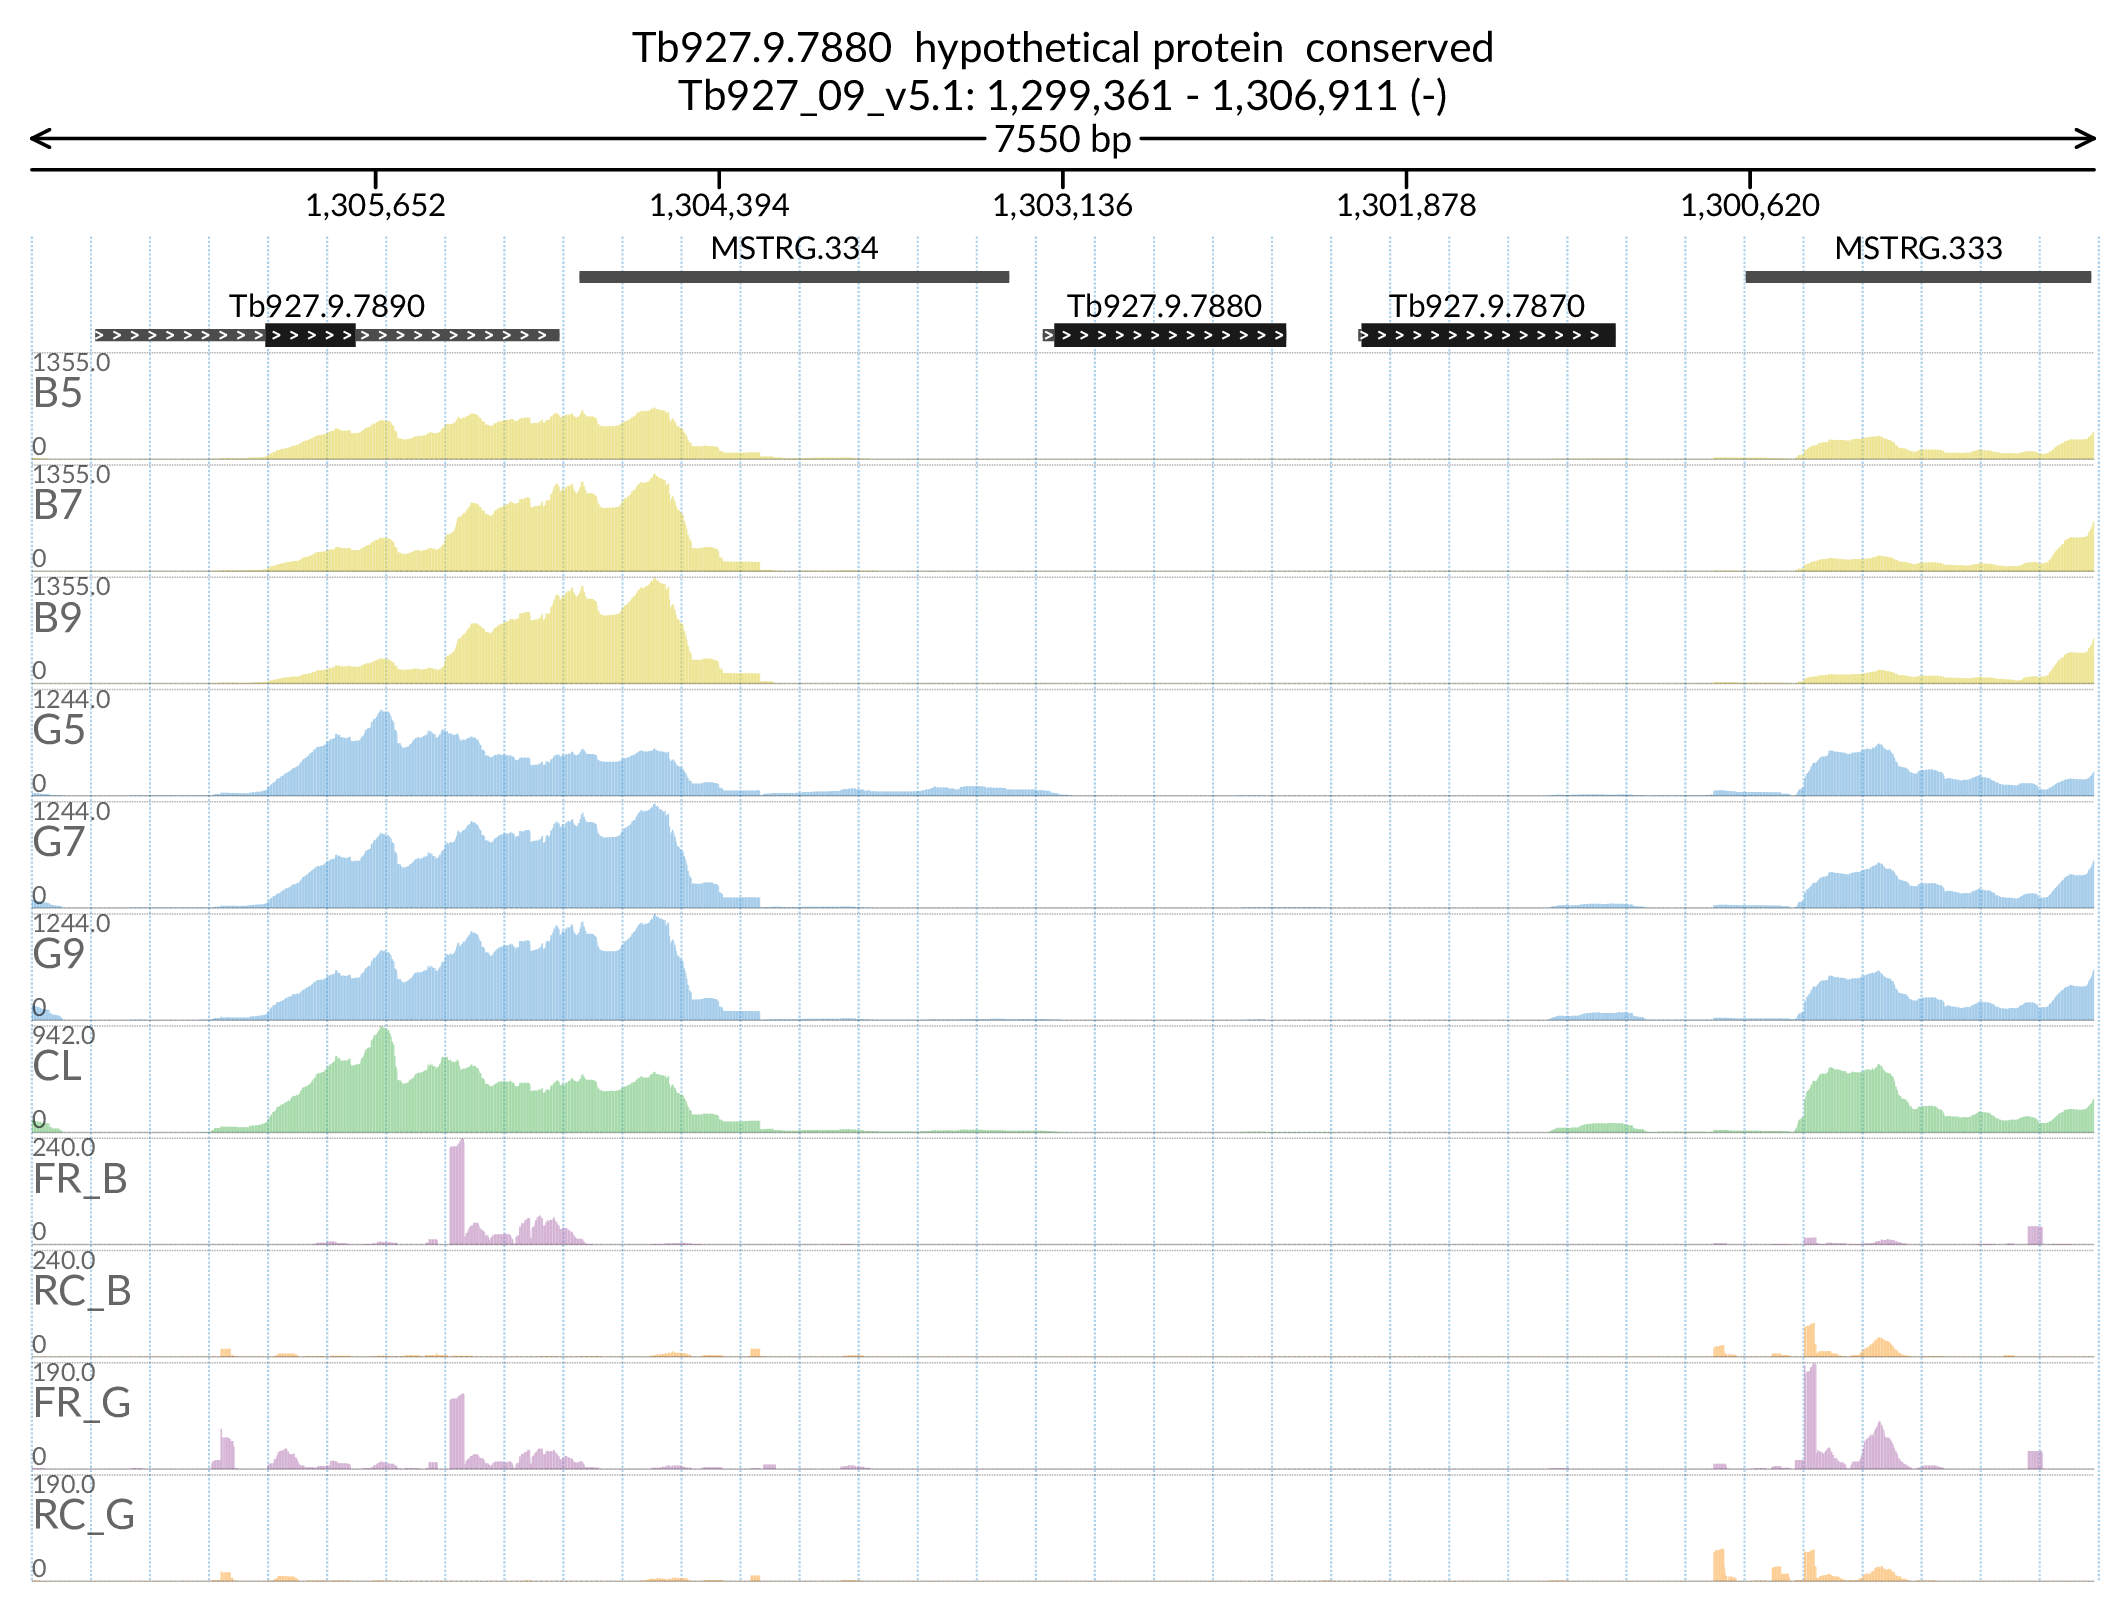 Tb927.9.7880 hypothetical protein conserved
Tb927_09_v5.1: 1,299,361 - 1,306,911 (-)
7550 bp
1,305,652 1,304,394 1,303,136 1,301,878 1,300,620
MSTRG.334 MSTRG.333
Tb927.9.7890 Tb927.9.7880 Tb927.9.7870
1355.0
B5
0
1355.0
B7
0
1355.0
B9
0
1244.0
G5
0
1244.0
G7
0
1244.0
G9
0
942.0
CL
0
240.0
FR_B
0
240.0
RC_B
0
190.0
FR_G
0
190.0
RC_G
0